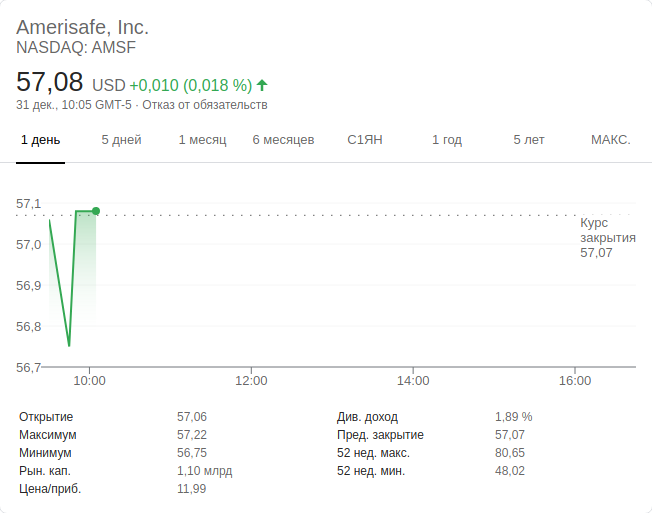 Amerisafe, Inc.
NASDAQ: AMSF
57,08 USD +0,010 (0,018 %)
31 дек., 10:05 GMT-5 · Отказ от обязательств
1 день 5 дней 1 месяц 6 месяцев С1ЯН 1 год 5 лет МАКС.
57,1
57,0
56,9
56,8
56,7
Курс
закрытия
57,07
10:00 12:00 14:00 16:00
Открытие 57,06 Див. доход 1,89 %
Максимум 57,22 Пред. закрытие 57,07
Минимум 56,75 52 нед. макс. 80,65
Рын. кап. 1,10 млрд 52 нед. мин. 48,02
Цена/приб. 11,99